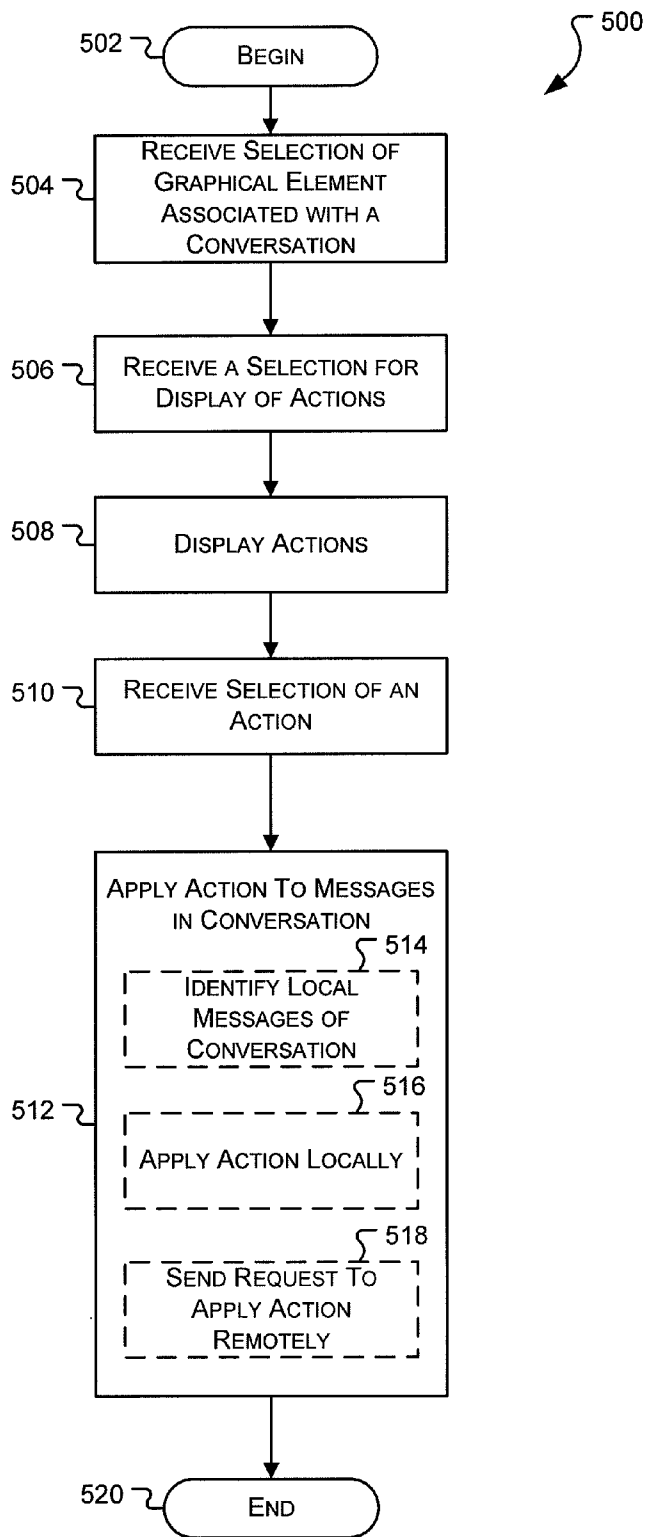 500
502
BEGIN
504
RECEIVE SELECTION OF
GRAPHICAL ELEMENT
ASSOCIATED WITH A
CONVERSATION
506
RECEIVE A SELECTION FOR
DISPLAY OF ACTIONS
508
DISPLAY ACTIONS
510
RECEIVE SELECTION OF AN
ACTION
512
APPLY ACTION TO MESSAGES
IN CONVERSATION
514
IDENTIFY LOCAL
MESSAGES OF
CONVERSATION
516
APPLY ACTION LOCALLY
518
SEND REQUEST TO
APPLY ACTION
REMOTELY
520
END